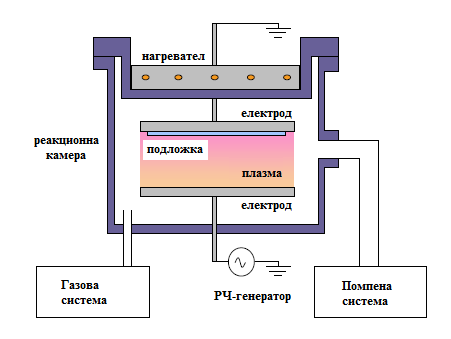 нагревател
електрод
реакционна
камера
подложка
плазма
електрод
РЧ-генератор
Газова
система
Помпена
система